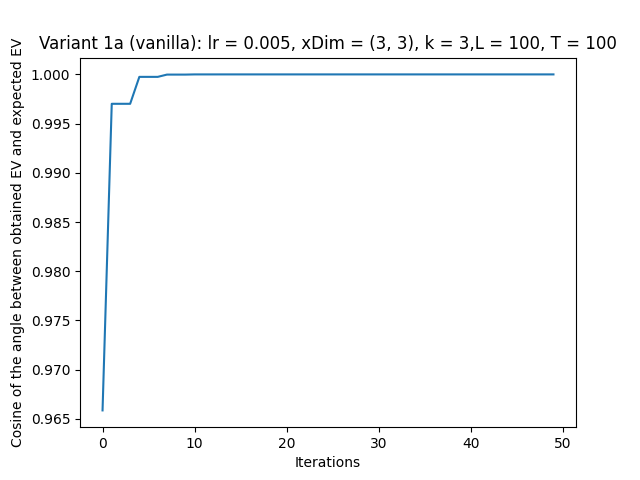 Variant 1a (vanilla): lr = 0.005, xDim = (3, 3), k = 3,L = 100, T = 100
Cosine of the angle between obtained EV and expected EV
1.000
0.995
0.990
0.985
0.980
0.975
0.970
0.965
0 10 20 30 40 50
Iterations